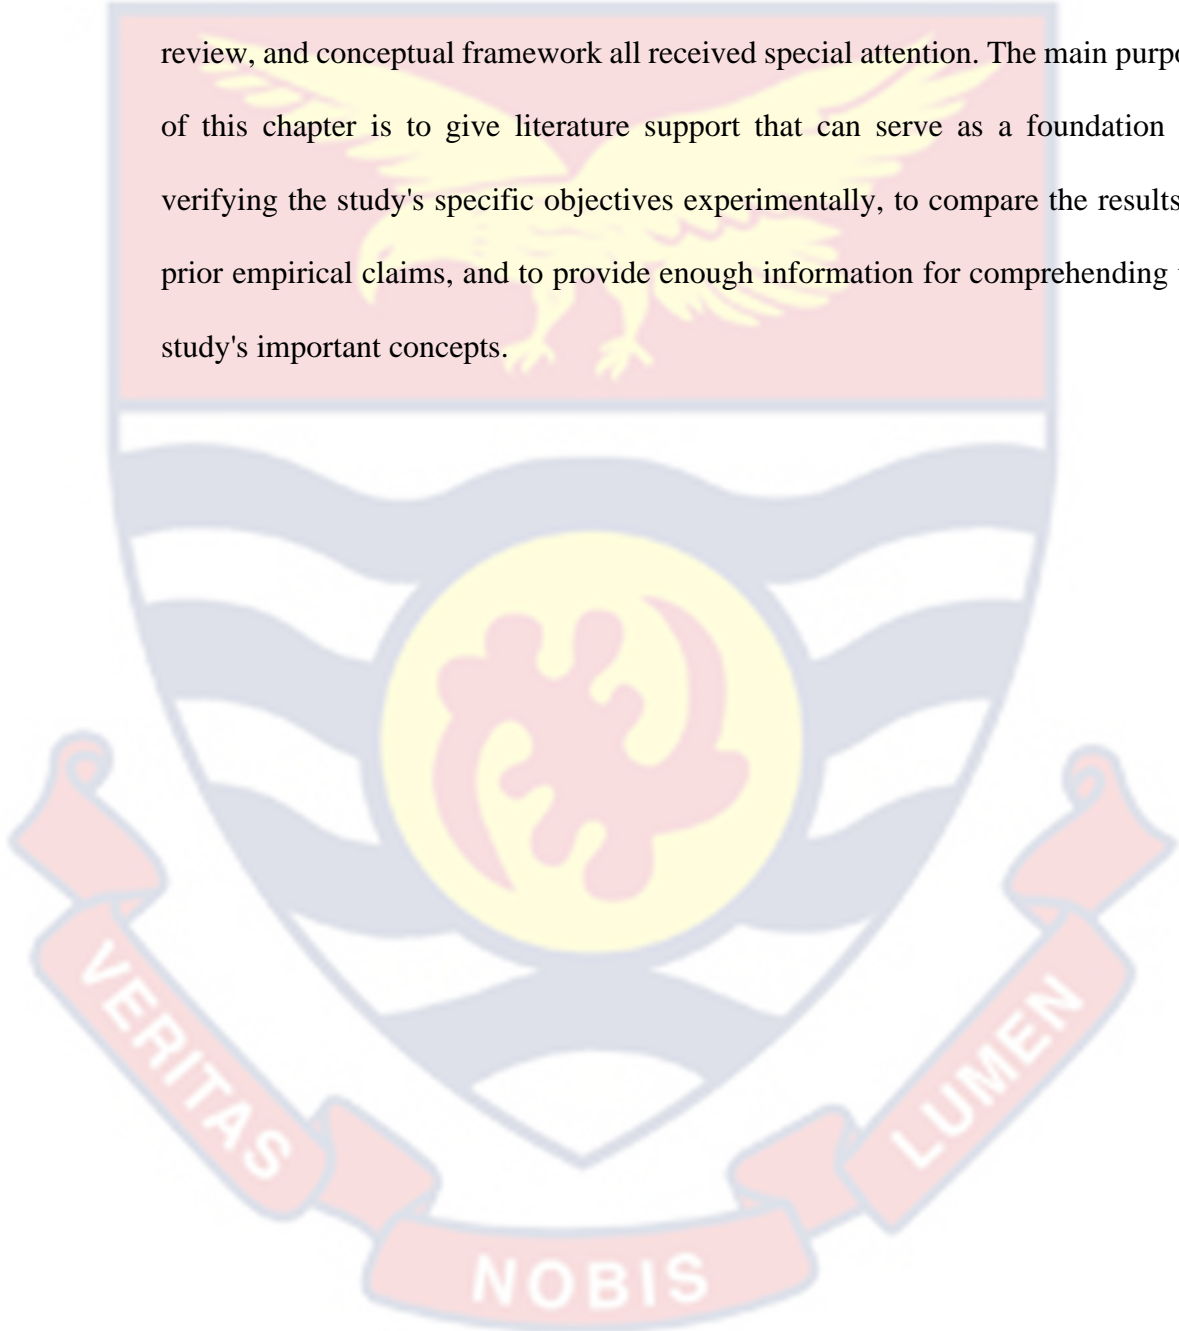 review, and conceptual framework all received special attention. The main purpo
of this chapter is to give literature support that can serve as a foundation
verifying the study's specific objectives experimentally, to compare the results
prior empirical claims, and to provide enough information for comprehending
study's important concepts.
VERITAS
NOBIS
LUMEN